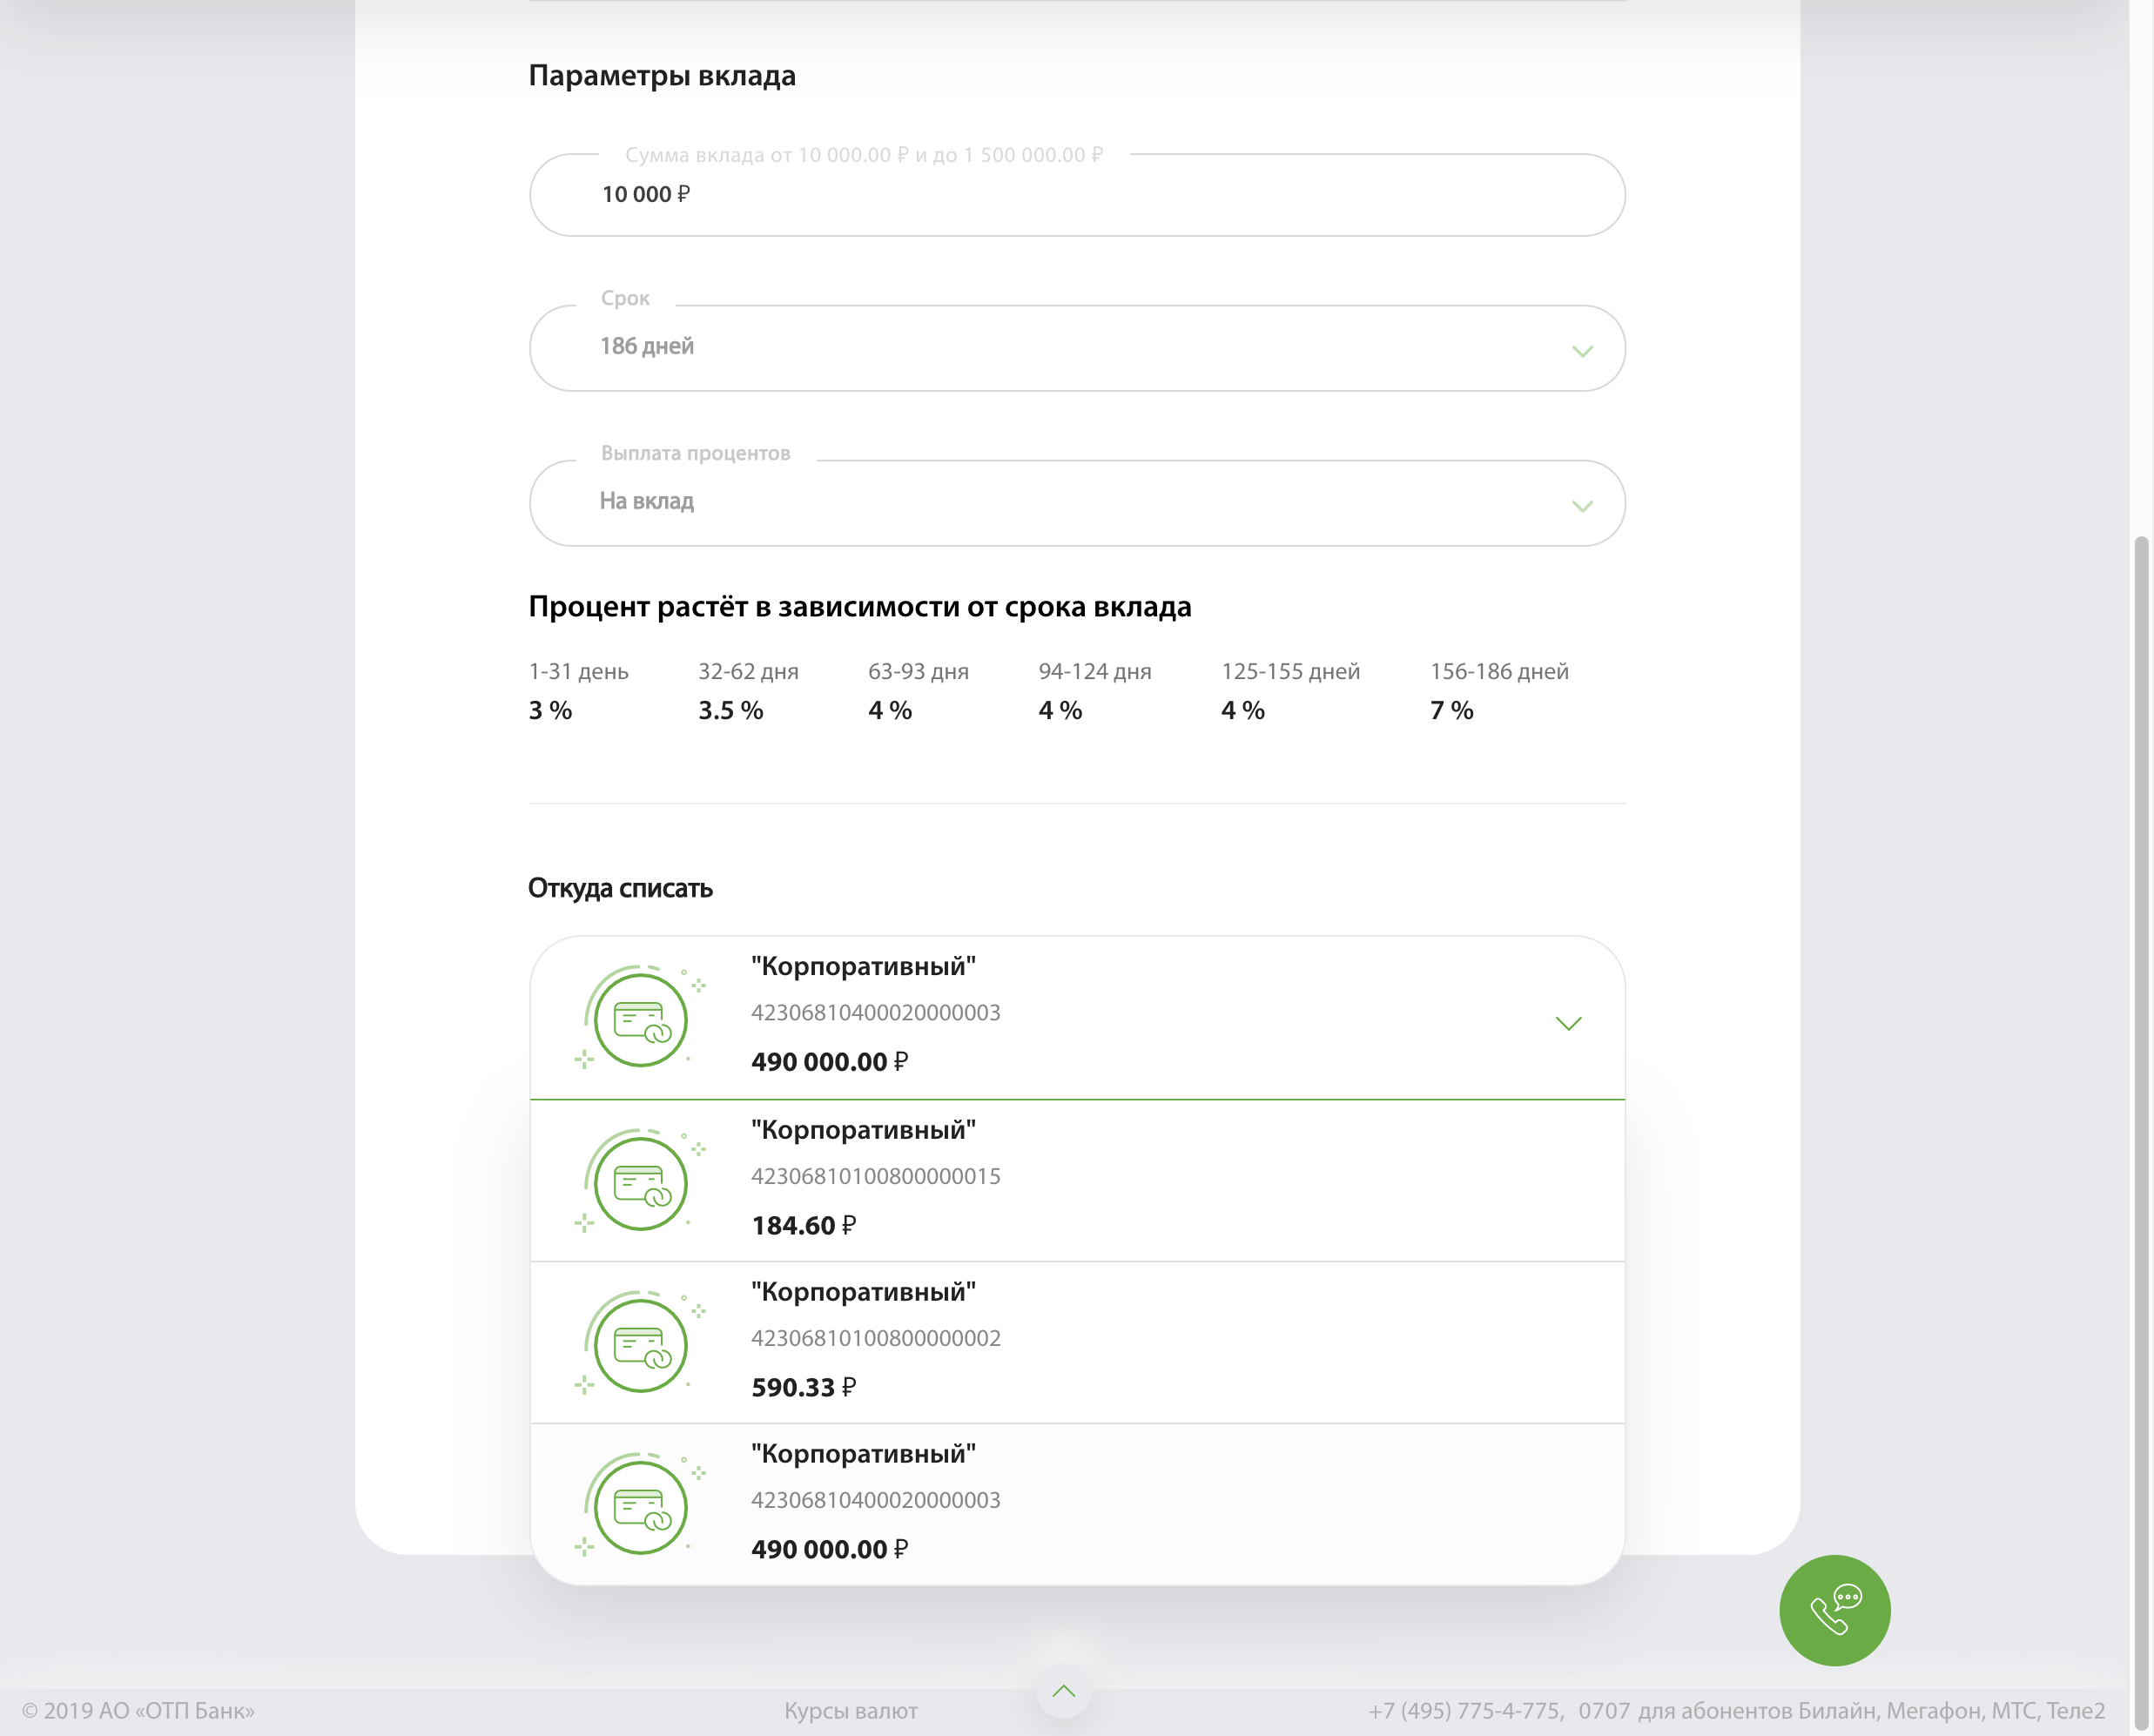 Параметры вклада
Сумма вклада от 10 000.00 ₽ и до 1 500 000.00 ₽
10 000 ₽
Срок
186 дней
Выплата процентов
На вклад
Процент растёт в зависимости от срока вклада
1-31 день 32-62 дня 63-93 дня 94-124 дня 125-155 дней 156-186 дней
3 % 3.5 % 4 % 4 % 4 % 7 %
Откуда списать
"Корпоративный"
42306810400020000003
490 000.00 ₽
"Корпоративный"
42306810100800000015
184.60 ₽
"Корпоративный"
42306810100800000002
590.33 ₽
"Корпоративный"
42306810400020000003
490 000.00 ₽
© 2019 АО «ОТП Банк» Курсы валют +7 (495) 775-4-775, 0707 для абонентов Билайн, Мегафон, МТС, Теле2